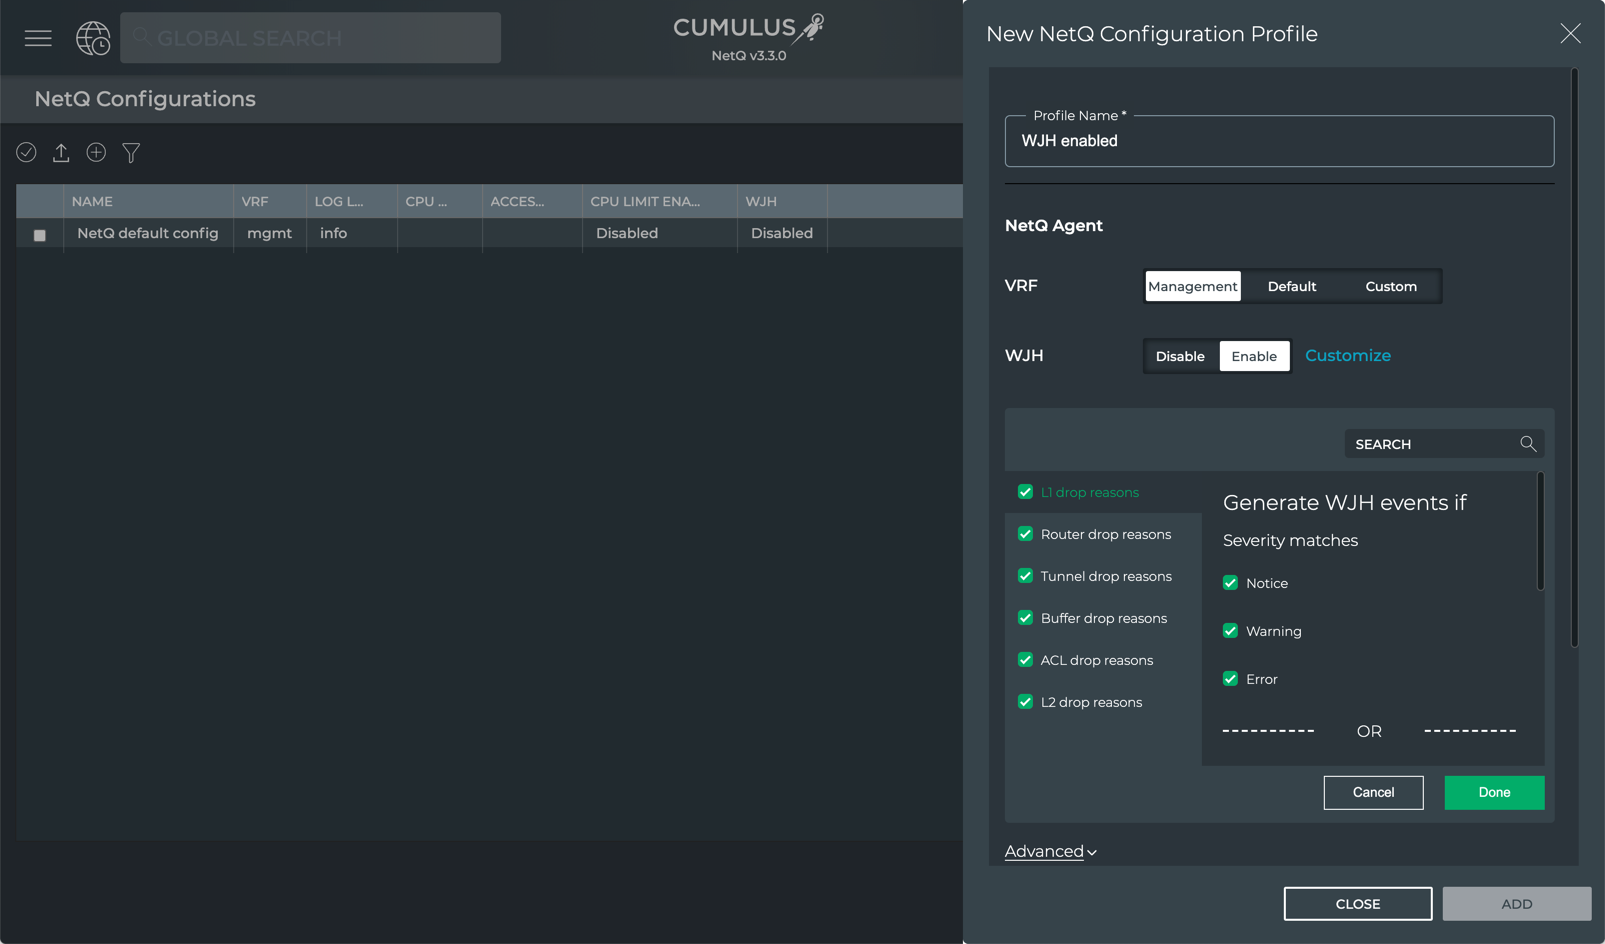 GLOBAL SEARCH
CUMULUS
NetQ v3.3.0
NetQ Configurations
NAME VRF LOG L... CPU ... ACCES... CPU LIMIT ENA... WJH
NetQ default config mgmt info Disabled Disabled
New NetQ Configuration Profile
Profile Name *
WJH enabled
NetQ Agent
VRF Management Default Custom
WJH Disable Enable Customize
SEARCH
L1 drop reasons
Router drop reasons
Tunnel drop reasons
Buffer drop reasons
ACL drop reasons
L2 drop reasons
Generate WJH events if
Severity matches
Notice
Warning
Error
---------- OR ----------
Cancel Done
Advanced
CLOSE ADD